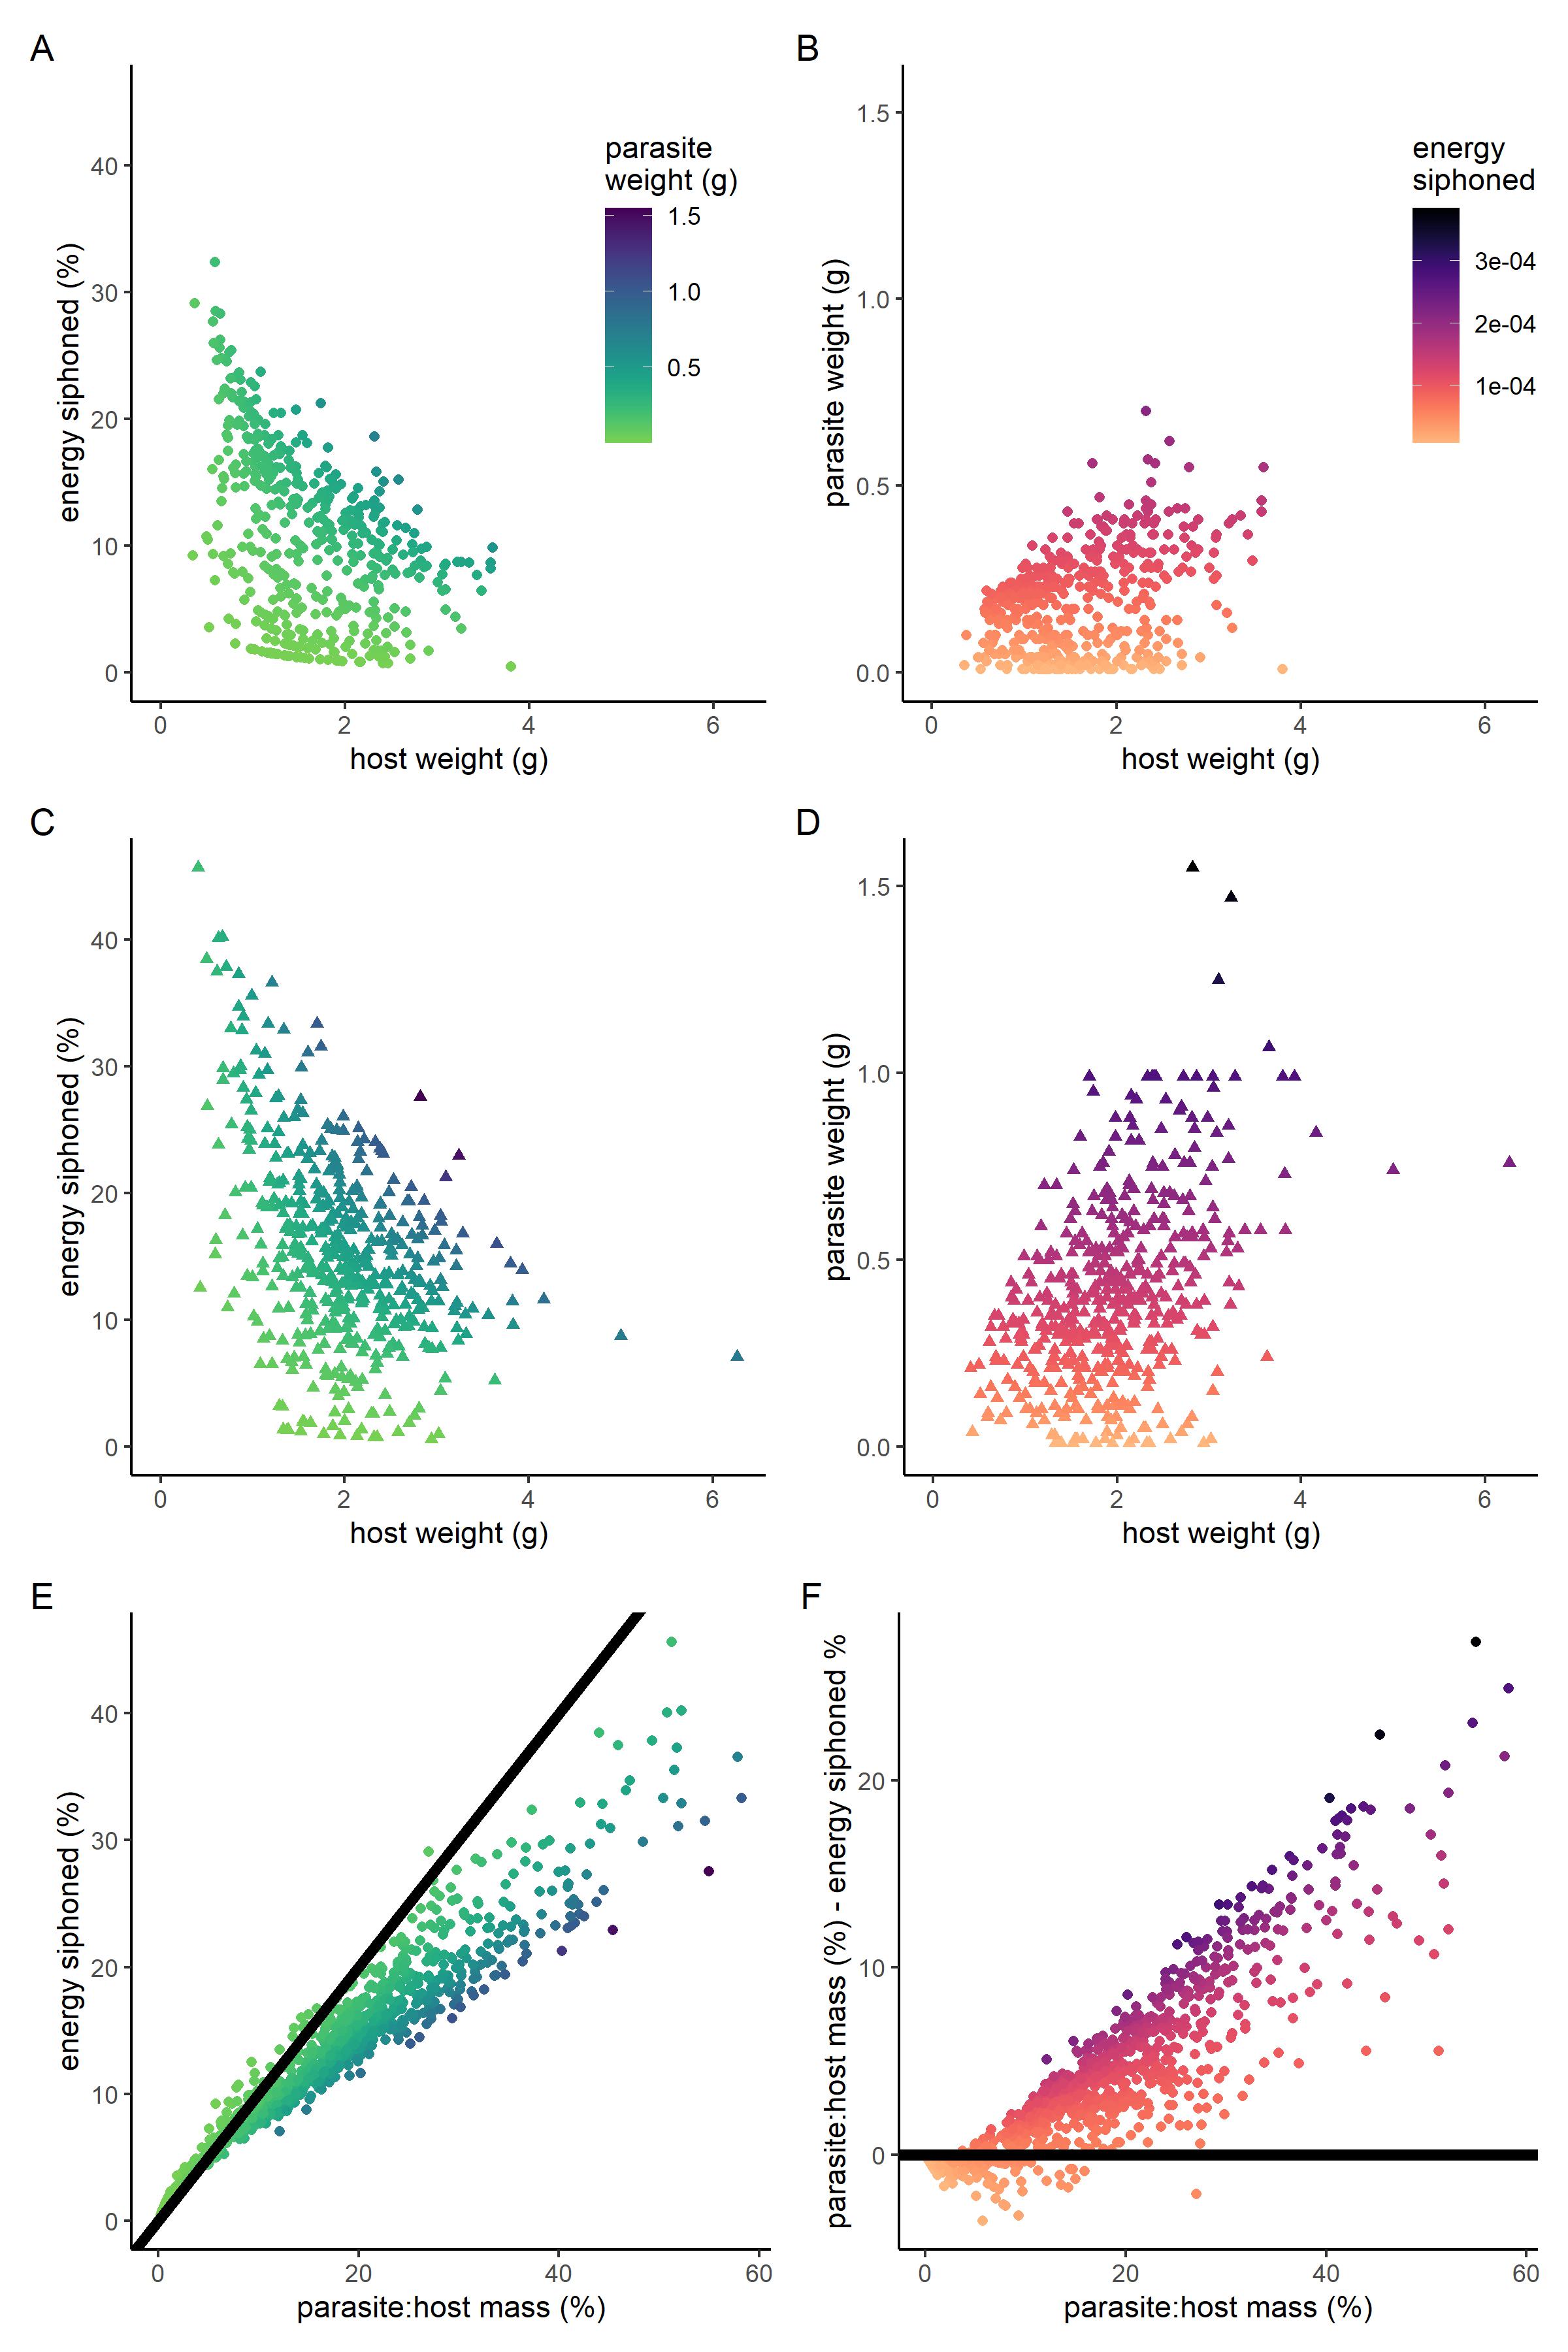 A
energy siphoned (%)
40
30
20
10
0
0 2 4 6
host weight (g)
parasite
weight (g)
1.5
1.0
0.5
B
parasite weight (g)
1.5
1.0
0.5
0.0
0 2 4 6
host weight (g)
energy
siphoned
3e-04
2e-04
1e-04
C
energy siphoned (%)
40
30
20
10
0
0 2 4 6
host weight (g)
D
parasite weight (g)
1.5
1.0
0.5
0.0
0 2 4 6
host weight (g)
E
energy siphoned (%)
40
30
20
10
0
0 20 40 60
parasite:host mass (%)
F
parasite:host mass (%) - energy siphoned %
20
10
0
0 20 40 60
parasite:host mass (%)